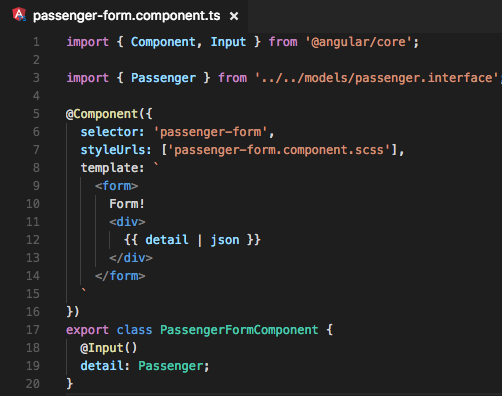 passenger-form.component.ts ×
1 import { Component, Input } from '@angular/core';
2
3 import { Passenger } from '../../models/passenger.interface'
4
5 @Component({
6   selector: 'passenger-form',
7   styleUrls: ['passenger-form.component.scss'],
8   template: `
9     <form>
10       Form!
11       <div>
12         {{ detail | json }}
13       </div>
14     </form>
15   `
16 })
17 export class PassengerFormComponent {
18   @Input()
19   detail: Passenger;
20 }